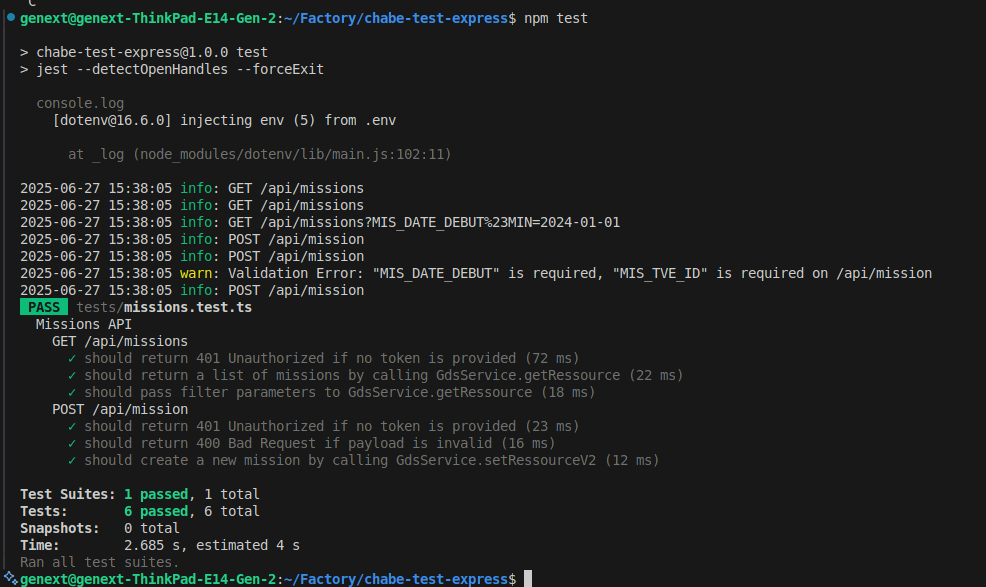 C
genext@genext-ThinkPad-E14-Gen-2:~/Factory/chabe-test-express$ npm test
> chabe-test-express@1.0.0 test
> jest --detectOpenHandles --forceExit
console.log
[dotenv@16.6.0] injecting env (5) from .env
at _log (node_modules/dotenv/lib/main.js:102:11)
2025-06-27 15:38:05 info: GET /api/missions
2025-06-27 15:38:05 info: GET /api/missions
2025-06-27 15:38:05 info: GET /api/missions?MIS_DATE_DEBUT%23MIN=2024-01-01
2025-06-27 15:38:05 info: POST /api/mission
2025-06-27 15:38:05 info: POST /api/mission
2025-06-27 15:38:05 warn: Validation Error: "MIS_DATE_DEBUT" is required, "MIS_TVE_ID" is required on /api/mission
2025-06-27 15:38:05 info: POST /api/mission
PASS tests/missions.test.ts
Missions API
GET /api/missions
✓ should return 401 Unauthorized if no token is provided (72 ms)
✓ should return a list of missions by calling GdsService.getRessource (22 ms)
✓ should pass filter parameters to GdsService.getRessource (18 ms)
POST /api/mission
✓ should return 401 Unauthorized if no token is provided (23 ms)
✓ should return 400 Bad Request if payload is invalid (16 ms)
✓ should create a new mission by calling GdsService.setRessourceV2 (12 ms)
Test Suites: 1 passed, 1 total
Tests: 6 passed, 6 total
Snapshots: 0 total
Time: 2.685 s, estimated 4 s
Ran all test suites.
genext@genext-ThinkPad-E14-Gen-2:~/Factory/chabe-test-express$